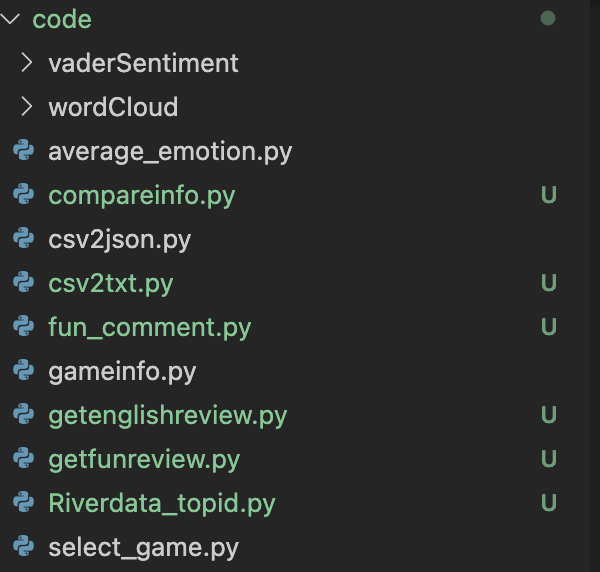 code
vaderSentiment
wordCloud
average_emotion.py
compareinfo.py U
csv2json.py
csv2txt.py U
fun_comment.py U
gameinfo.py
getenglishreview.py U
getfunreview.py U
Riverdata_topid.py U
select_game.py